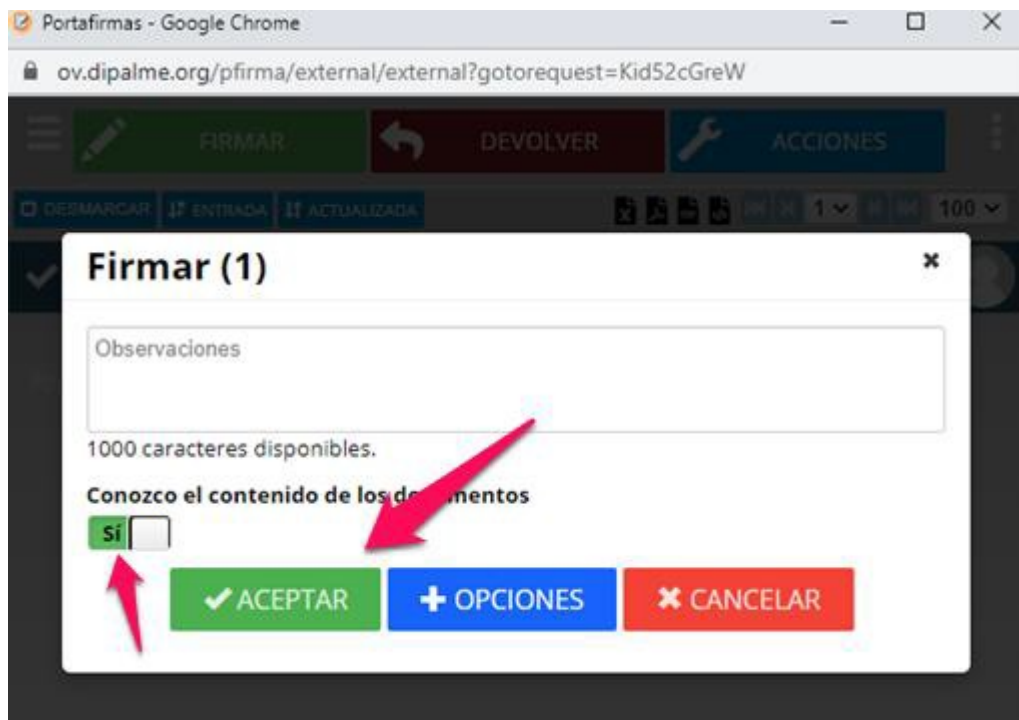 Portafirmas - Google Chrome
ov.dipalme.org/pfirma/external/external?gotorequest=Kid52cGreW
FIRMAR DEVOLVER ACCIONES
DESMARCAR ENTRADA ACTUALIZADA 1 100
Firmar (1)
Observaciones
1000 caracteres disponibles.
Conozco el contenido de los documentos
Sí
ACEPTAR OPCIONES CANCELAR